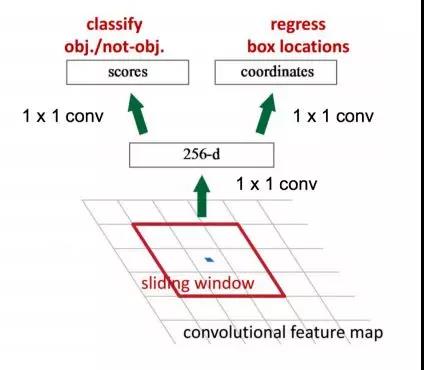 classify
obj./not-obj.
regress
box locations
scores
coordinates
1 x 1 conv
1 x 1 conv
256-d
1 x 1 conv
sliding window
convolutional feature map